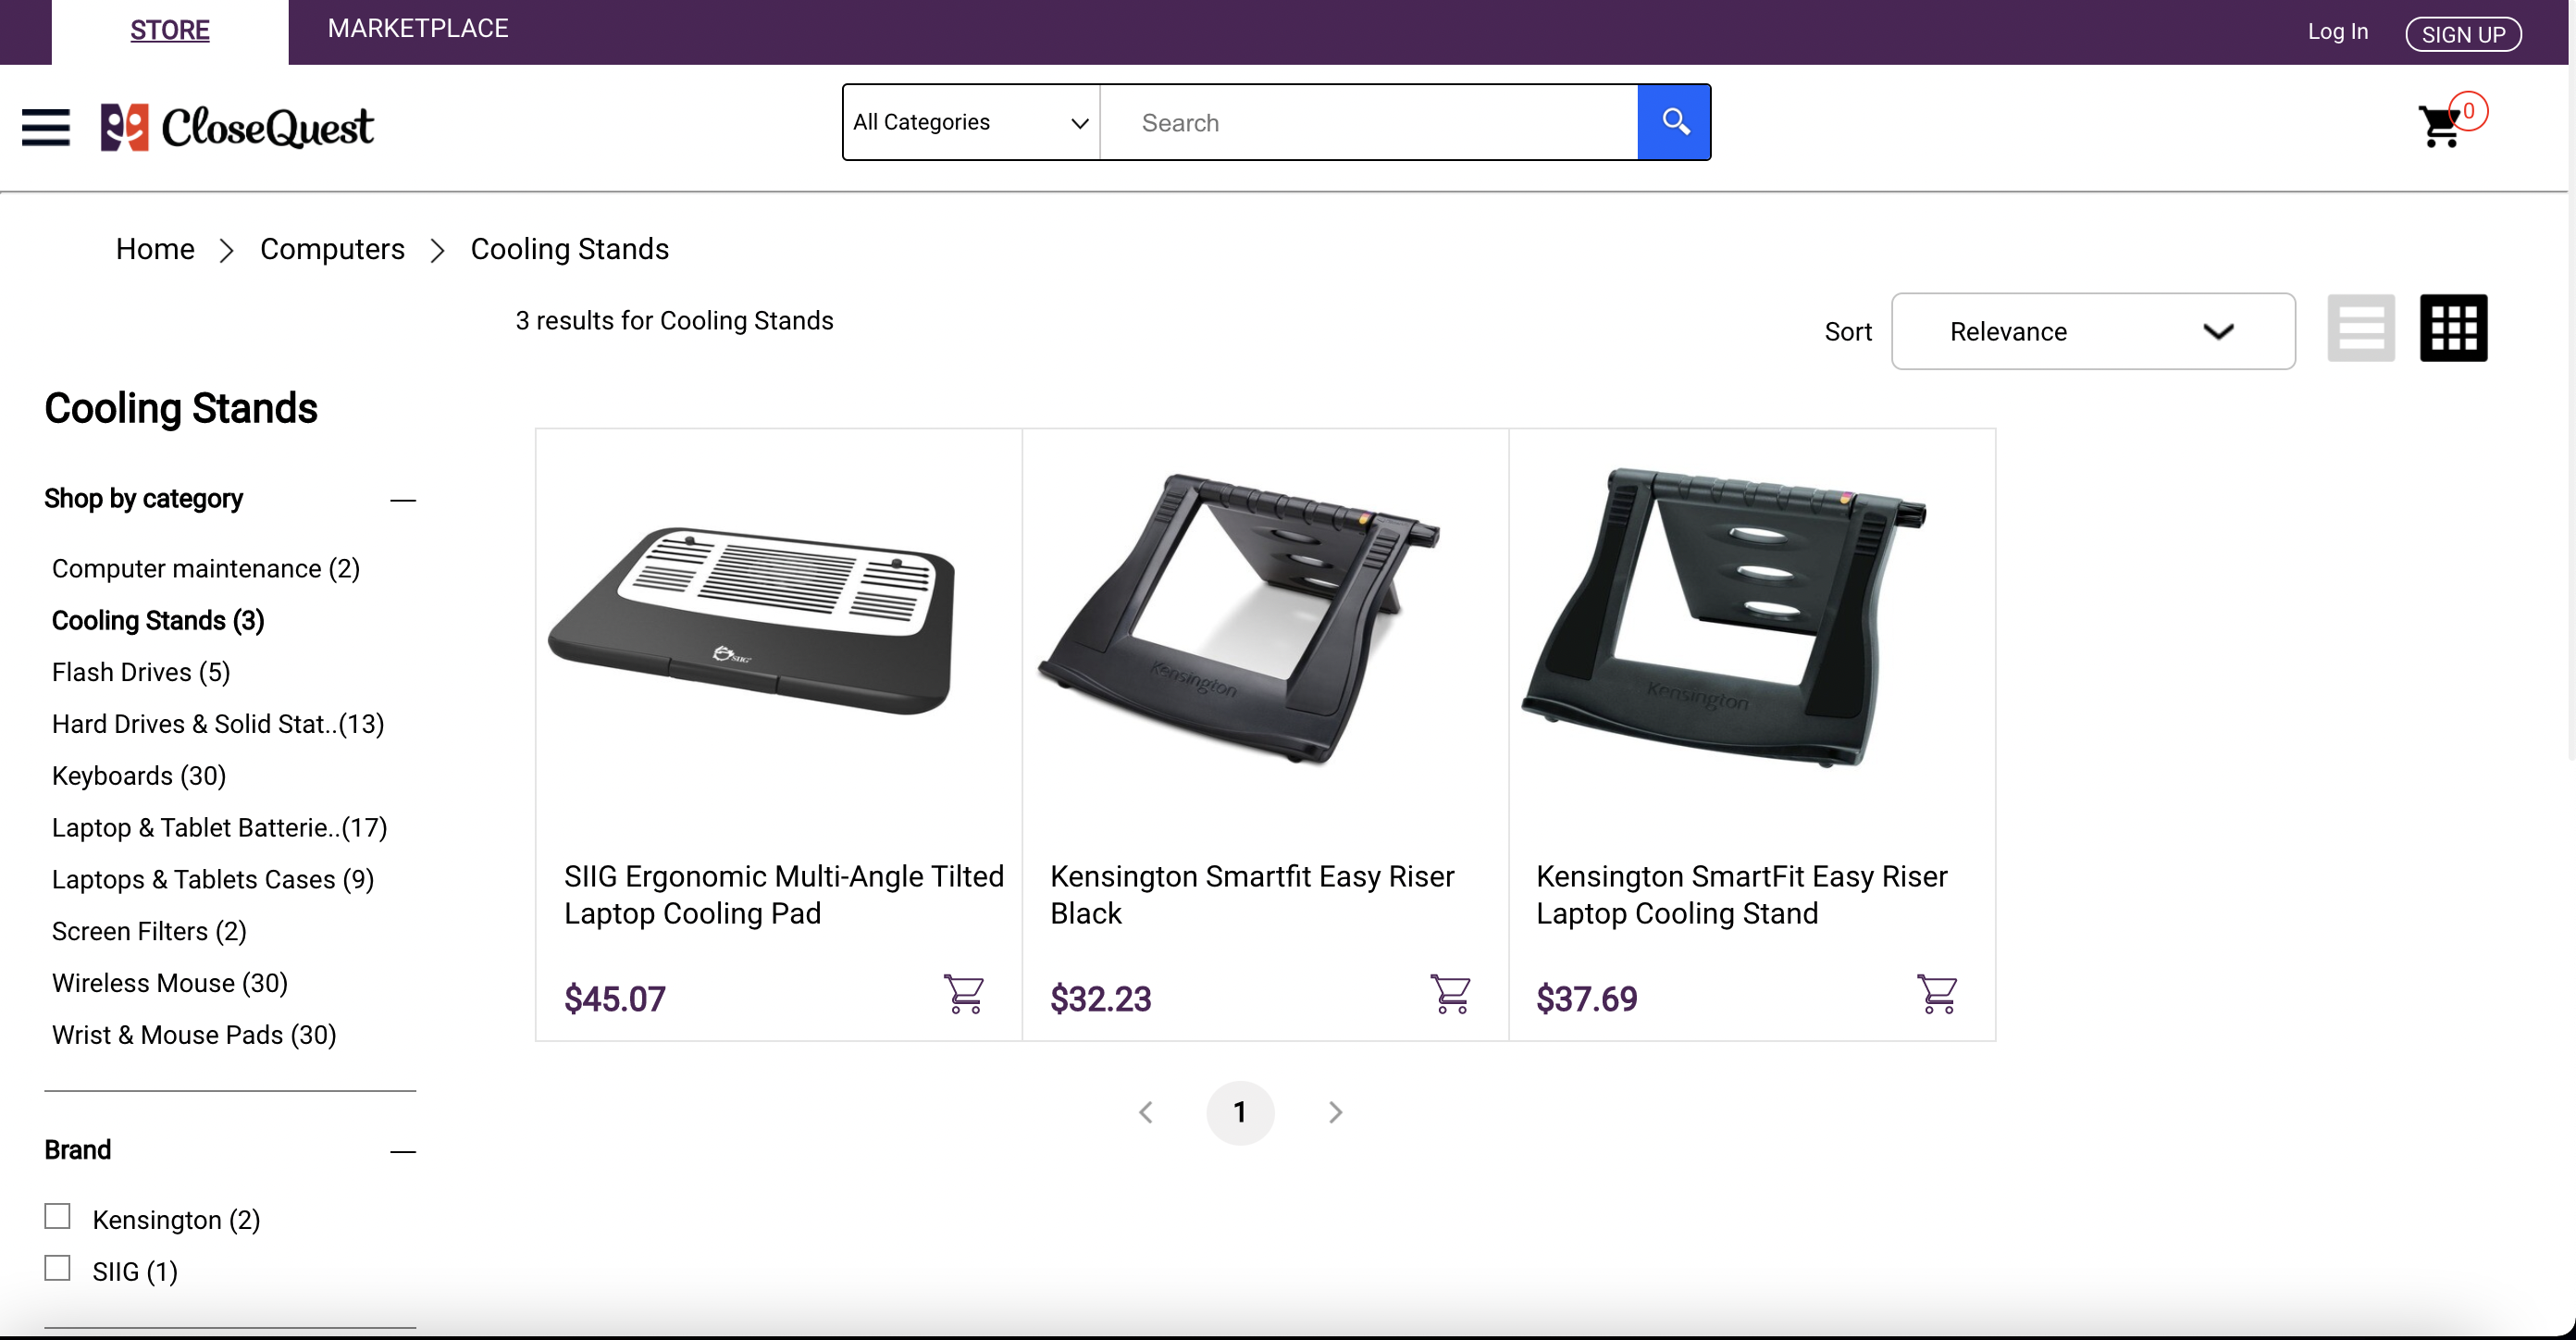 STORE
MARKETPLACE
Log In
SIGN UP
CloseQuest
All Categories
Search
0
Home
Computers
Cooling Stands
3 results for Cooling Stands
Sort
Relevance
Cooling Stands
Shop by category
Computer maintenance (2)
Cooling Stands (3)
Flash Drives (5)
Hard Drives & Solid Stat..(13)
Keyboards (30)
Laptop & Tablet Batterie..(17)
Laptops & Tablets Cases (9)
Screen Filters (2)
Wireless Mouse (30)
Wrist & Mouse Pads (30)
Brand
Kensington (2)
SIIG (1)
SIIG
SIIG Ergonomic Multi-Angle Tilted
Laptop Cooling Pad
$45.07
Kensington
Kensington Smartfit Easy Riser
Black
$32.23
Kensington
Kensington SmartFit Easy Riser
Laptop Cooling Stand
$37.69
1